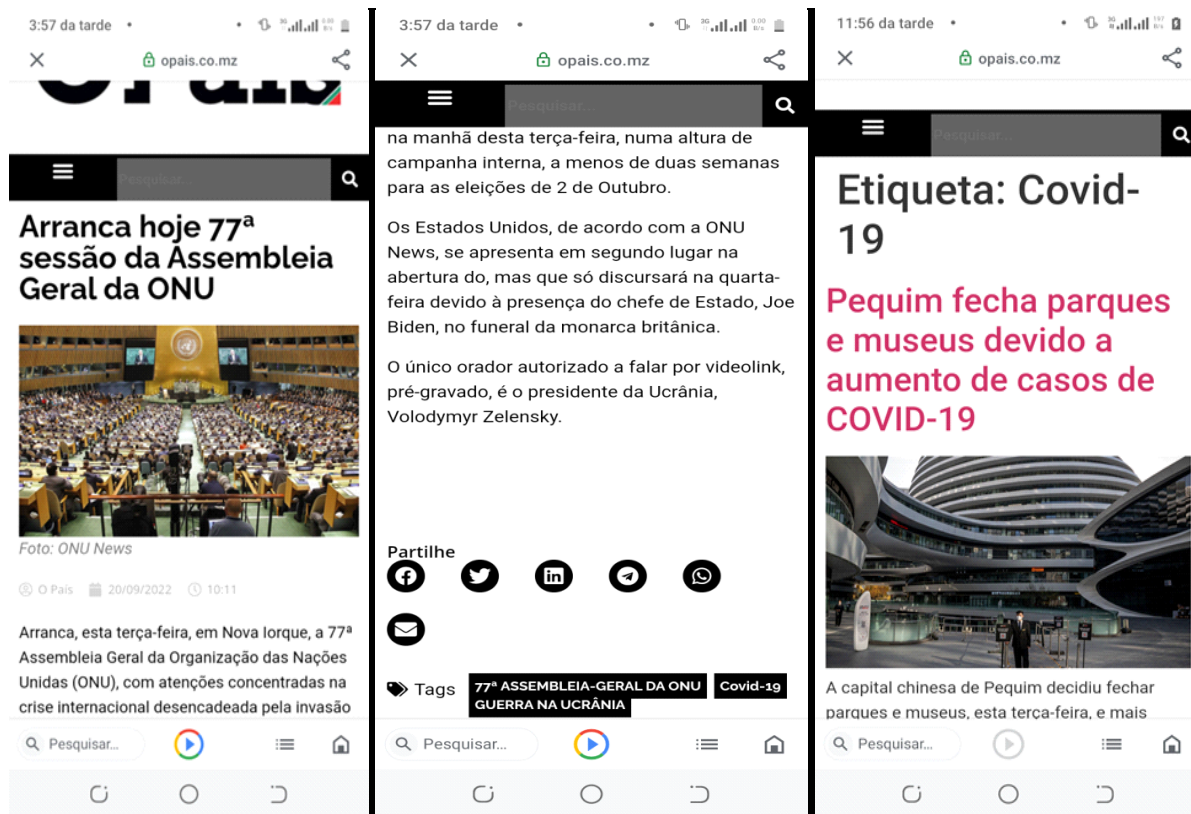 3:57 da tarde
opais.co.mz
O País
Pesquisar...
Arranca hoje 77ª
sessão da Assembleia
Geral da ONU
Foto: ONU News
O País 20/09/2022 10:11
Arranca, esta terça-feira, em Nova Iorque, a 77ª
Assembleia Geral da Organização das Nações
Unidas (ONU), com atenções concentradas na
crise internacional desencadeada pela invasão
Pesquisar...
3:57 da tarde
3G 0.00 B/s
opais.co.mz
Pesquisar...
na manhã desta terça-feira, numa altura de
campanha interna, a menos de duas semanas
para as eleições de 2 de Outubro.
Os Estados Unidos, de acordo com a ONU
News, se apresenta em segundo lugar na
abertura do, mas que só discursará na quarta-
feira devido à presença do chefe de Estado, Joe
Biden, no funeral da monarca britânica.
O único orador autorizado a falar por videolink,
pré-gravado, é o presidente da Ucrânia,
Volodymyr Zelensky.
Partilhe
Tags 77ª ASSEMBLEIA-GERAL DA ONU Covid-19
GUERRA NA UCRÂNIA
Pesquisar...
11:56 da tarde
opais.co.mz
Pesquisar...
Etiqueta: Covid-
19
Pequim fecha parques
e museus devido a
aumento de casos de
COVID-19
A capital chinesa de Pequim decidiu fechar
parques e museus, esta terça-feira, e mais
Pesquisar...